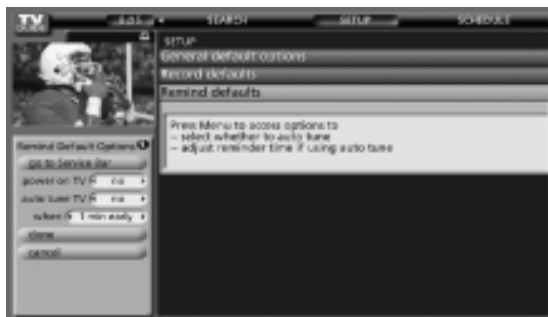 TV
GUIDE
8:05
SEARCH
SETUP
SCHEDULE
SETUP
General default options
Record defaults
Remind defaults
Press Menu to access options to
– select whether to auto tune
– adjust reminder time if using auto tune
Remind Default Options
go to Service Bar
power on TV no
auto tune TV no
when 1 min early
done
cancel